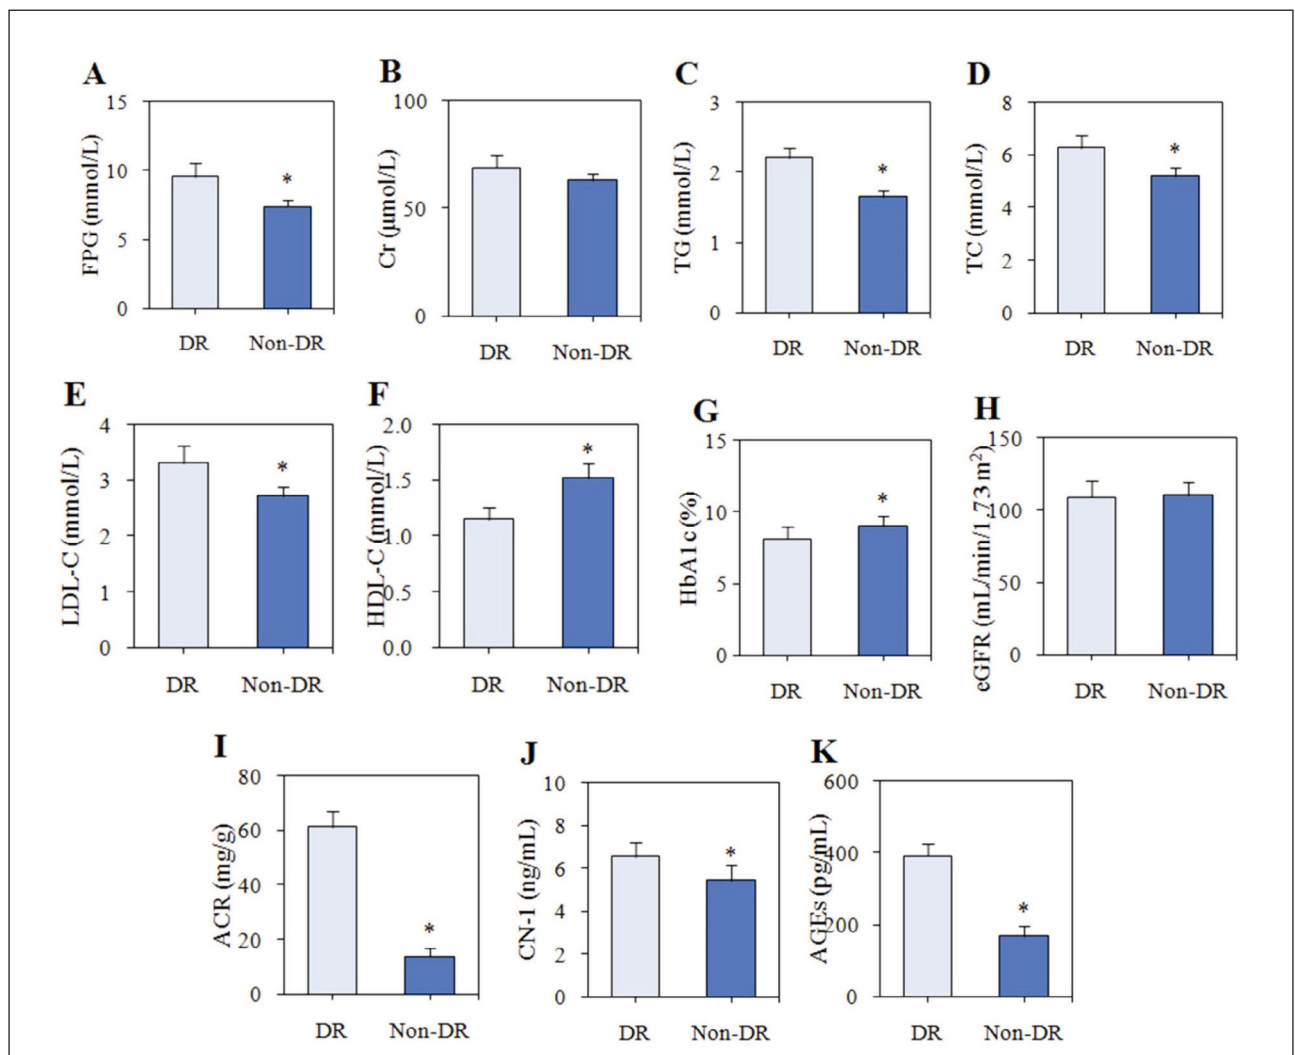 A
FPG (mmol/L)
15
10
5
0
*
DR Non-DR
B
Cr (µmol/L)
100
50
0
DR Non-DR
C
TG (mmol/L)
3
2
1
0
*
DR Non-DR
D
TC (mmol/L)
8
6
4
2
0
*
DR Non-DR
E
LDL-C (mmol/L)
4
3
2
1
0
*
DR Non-DR
F
HDL-C (mmol/L)
2.0
1.5
1.0
0.5
0.0
*
DR Non-DR
G
HbA1c (%)
15
10
5
0
*
DR Non-DR
H
eGFR (mL/min/1.73 m²)
150
100
50
0
DR Non-DR
I
ACR (mg/g)
80
60
40
20
0
*
DR Non-DR
J
CN-1 (ng/mL)
10
8
6
4
2
0
*
DR Non-DR
K
AGEs (pg/mL)
600
400
200
0
*
DR Non-DR